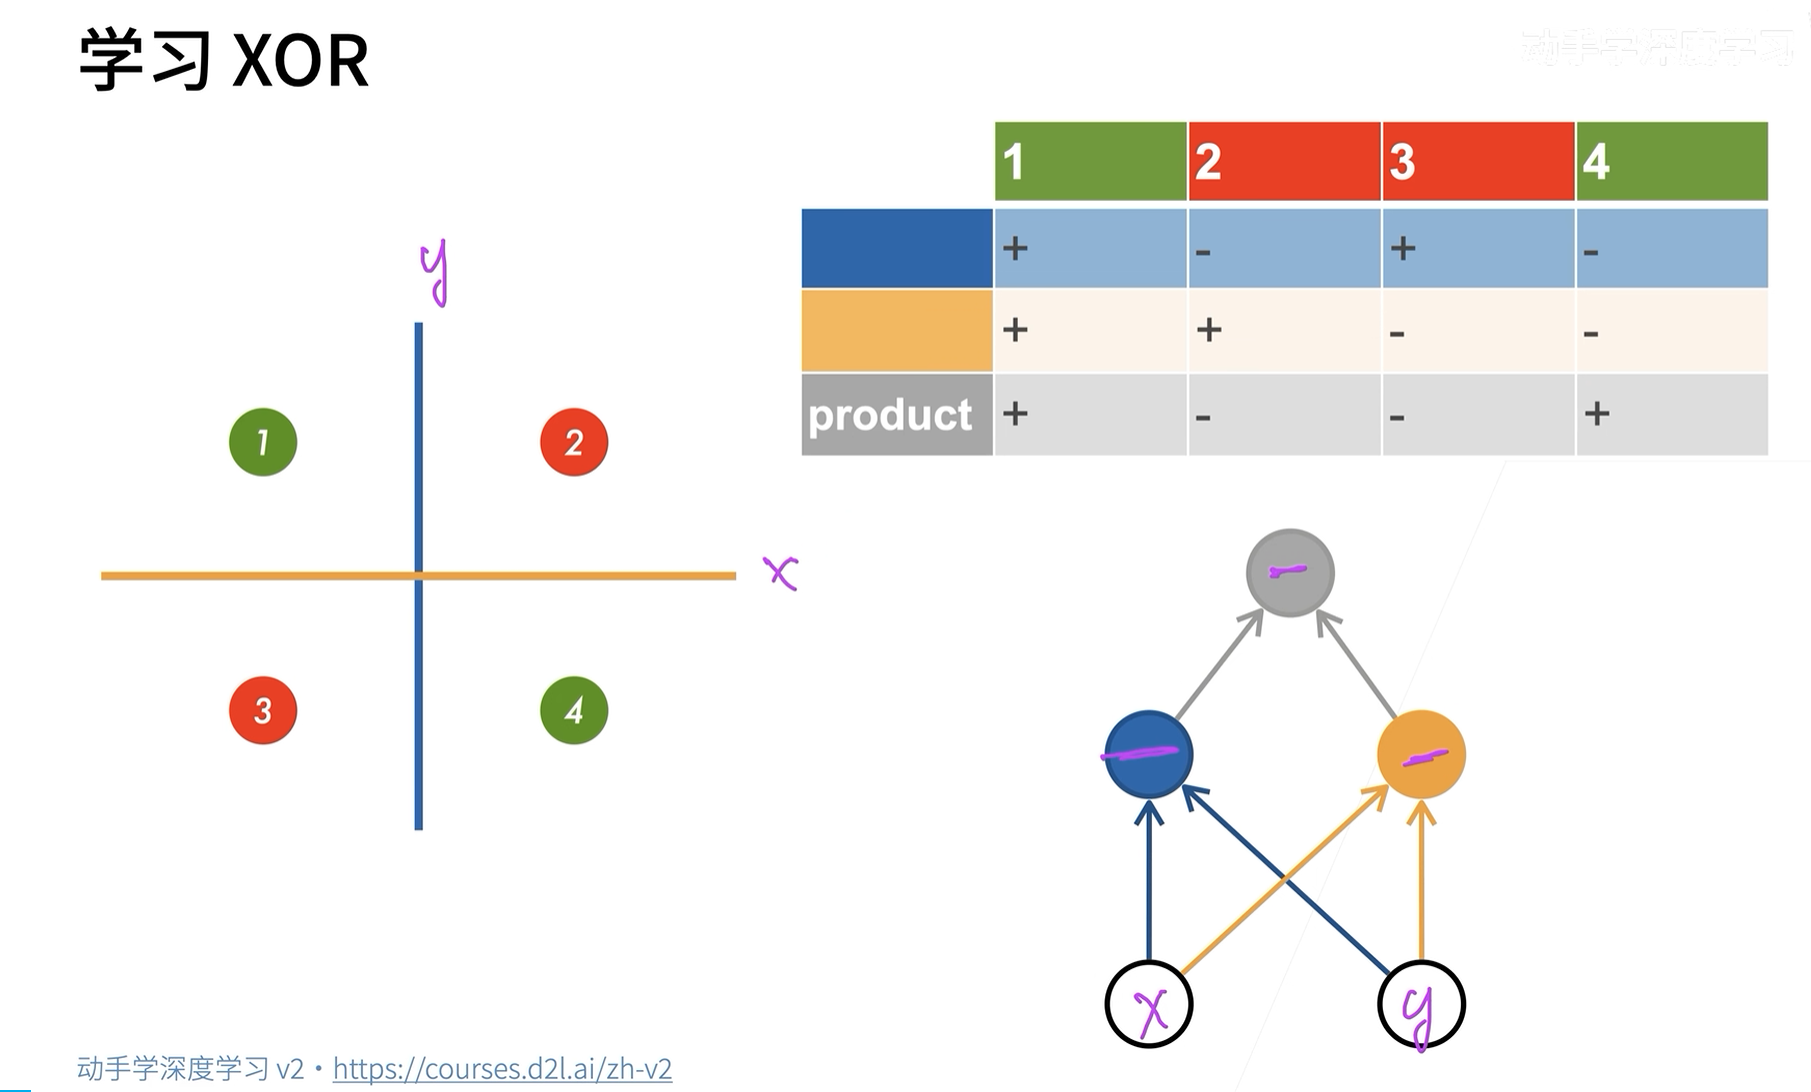 学习 XOR
动手学深度学习
1 2 3 4
+ - + -
+ + - -
product + - - +
y
1 2
x
3 4
x y
动手学深度学习 v2 • https://courses.d2l.ai/zh-v2